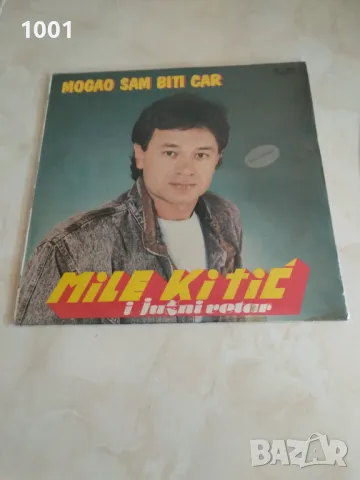 1001
MOGAO SAM BITI CAR
MiLE KiTiĆ
i južni vetar
BAZAR